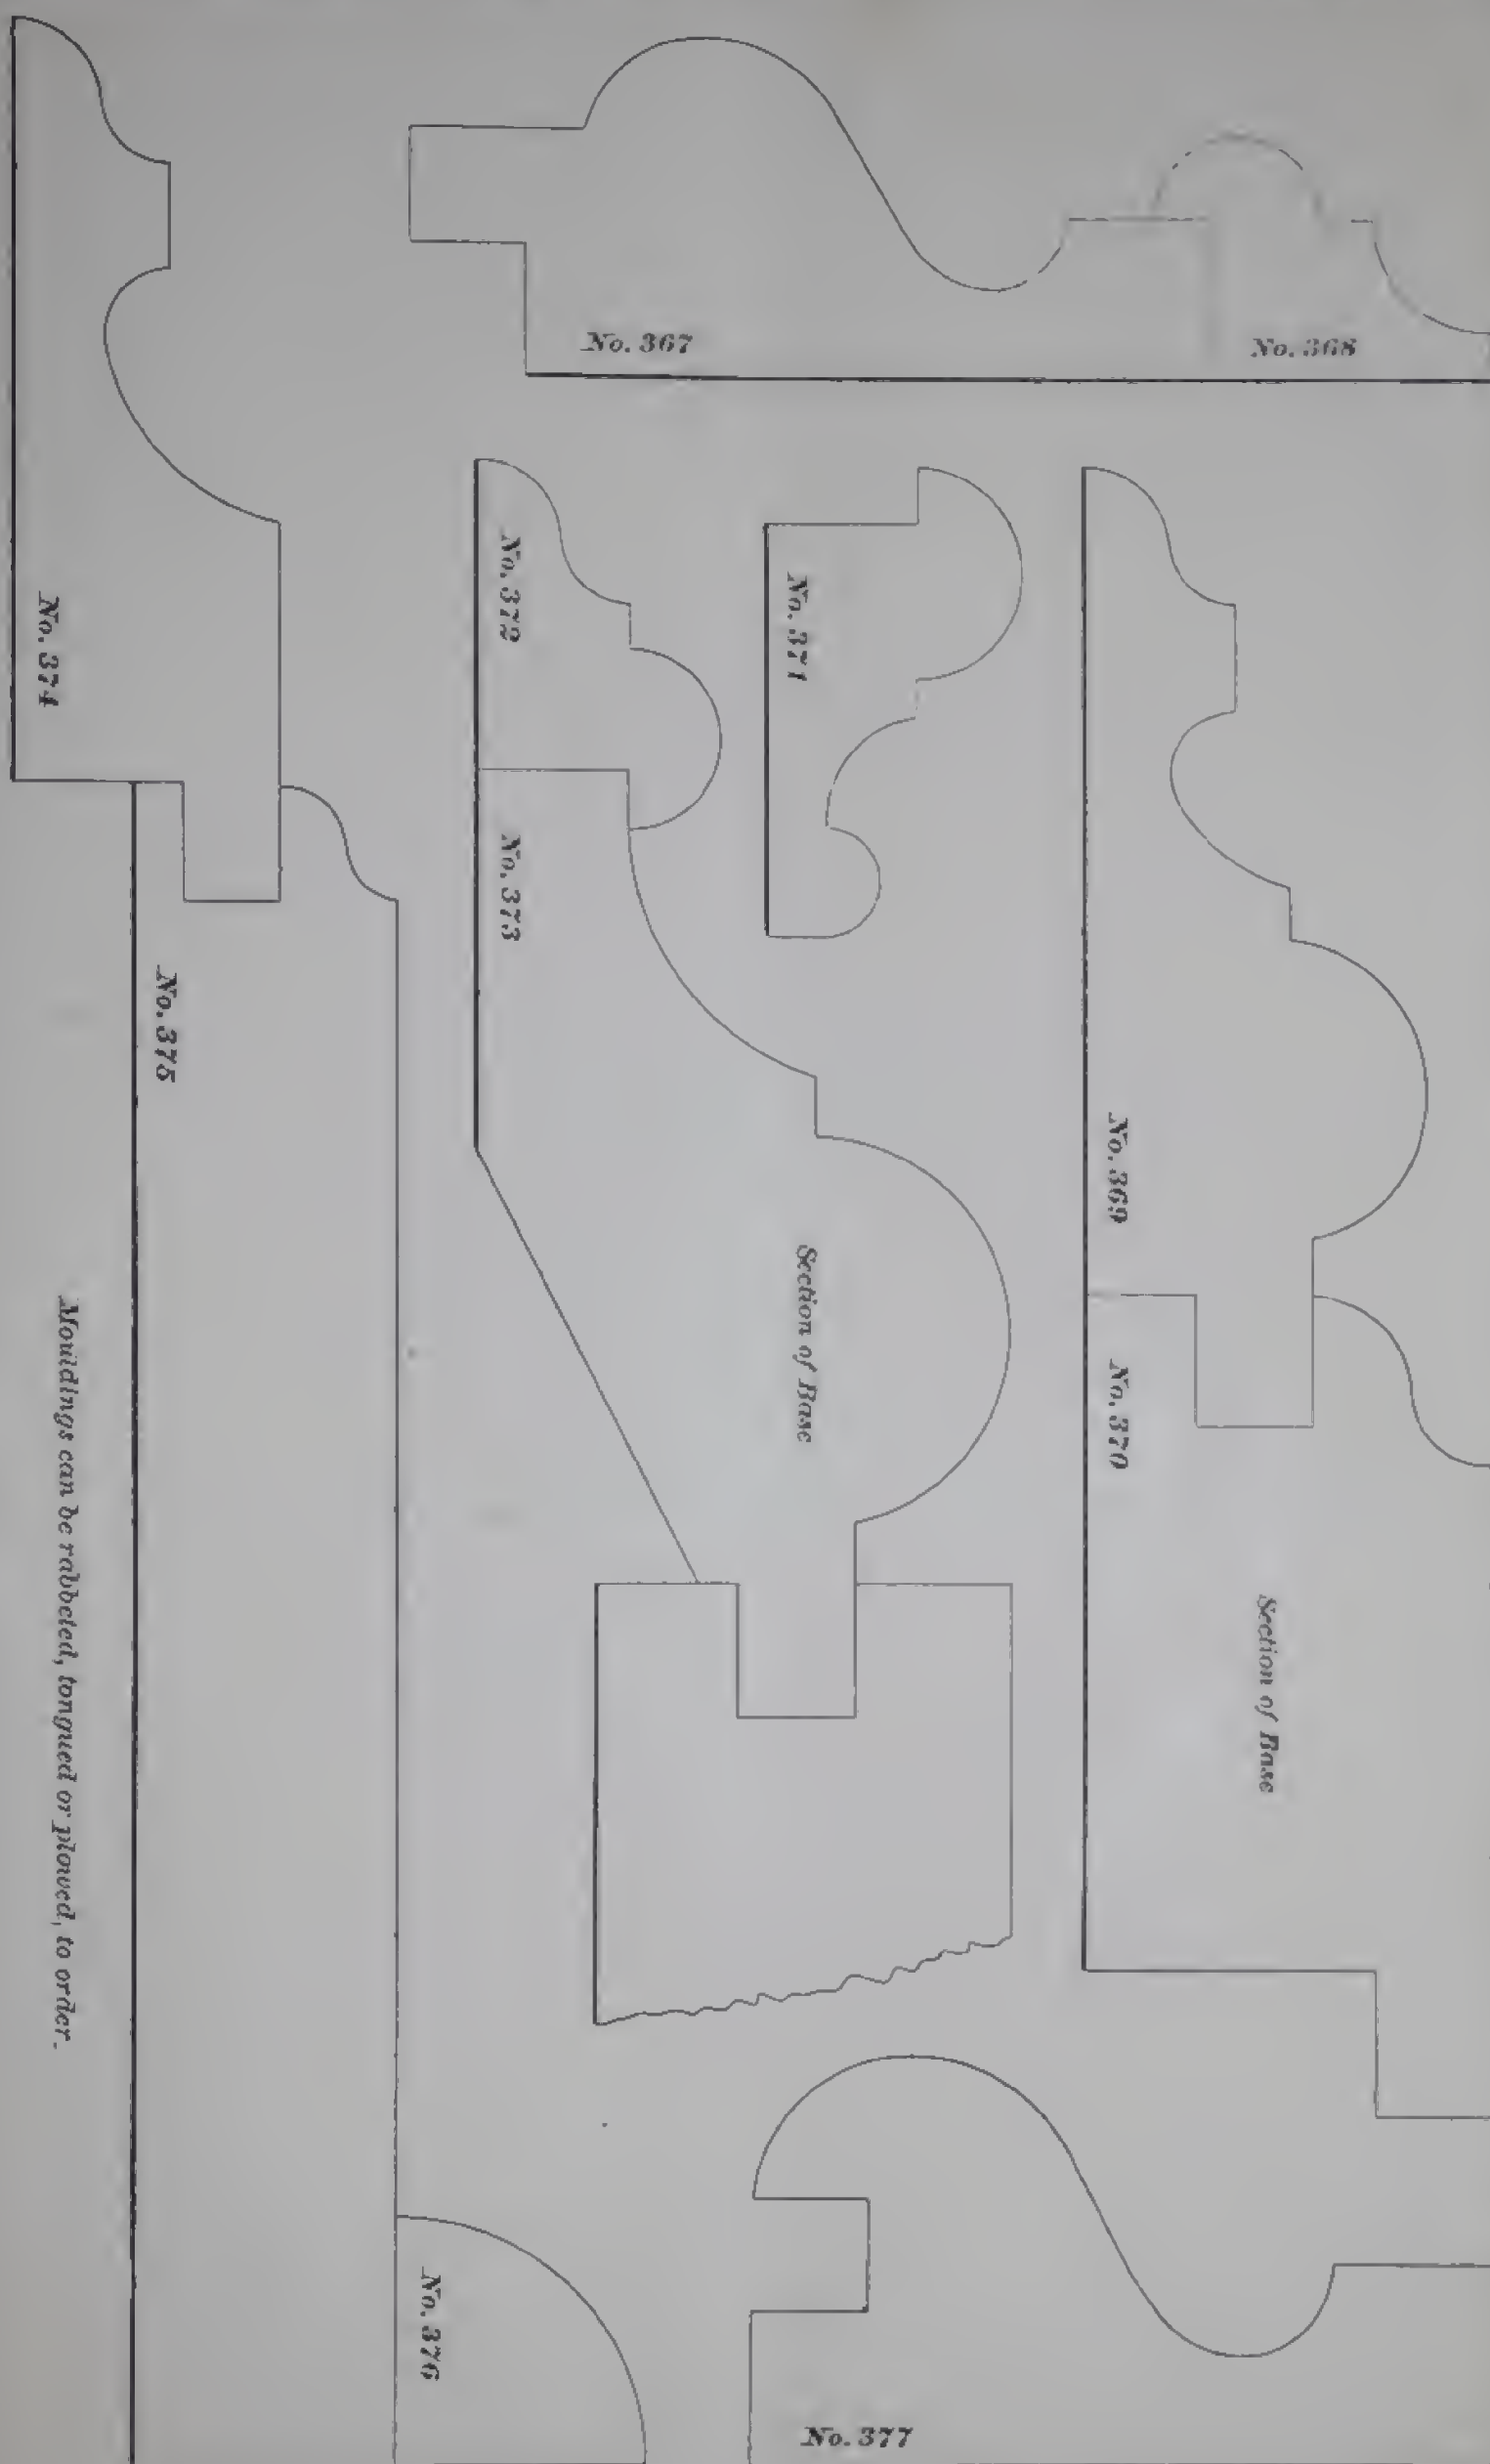 No. 367
No. 368
No. 369
No. 370
Section of Base
No. 371
No. 372
No. 373
Section of Base
No. 374
No. 375
No. 376
No. 377
Mouldings can be rabbeted, tongued or plowed, to order.